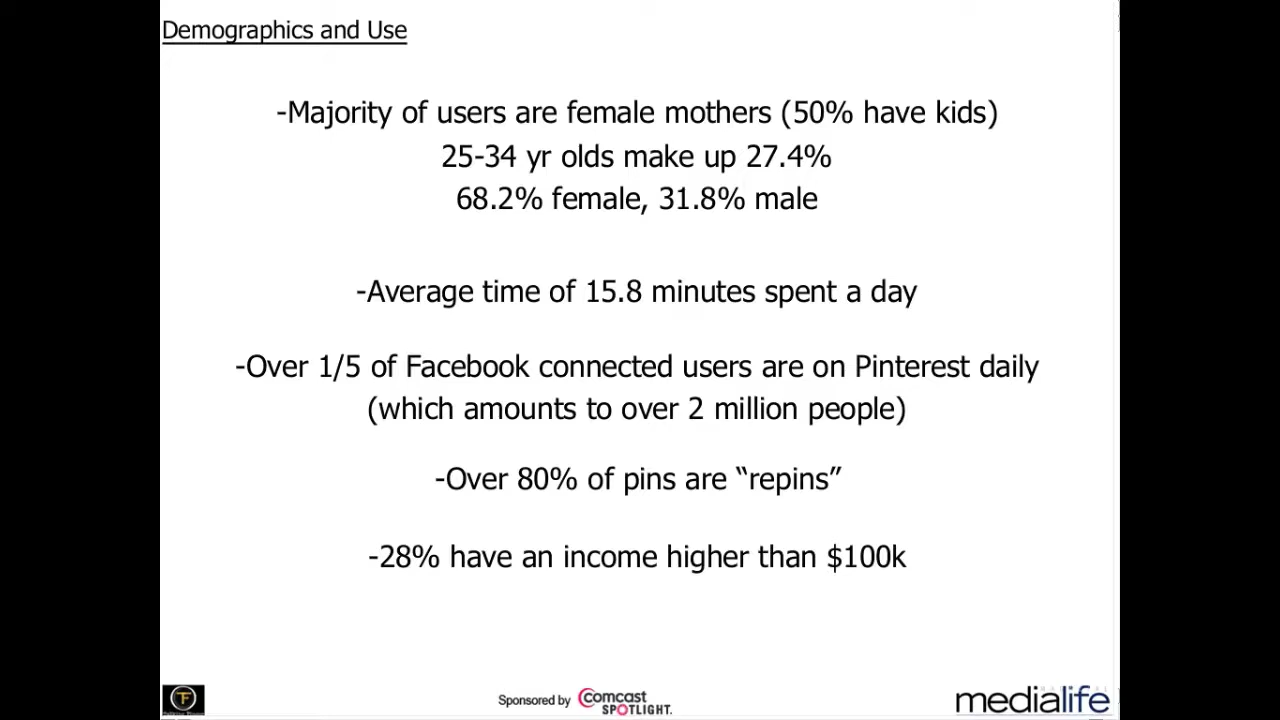 Demographics and Use
-Majority of users are female mothers (50% have kids)
25-34 yr olds make up 27.4%
68.2% female, 31.8% male
-Average time of 15.8 minutes spent a day
-Over 1/5 of Facebook connected users are on Pinterest daily
(which amounts to over 2 million people)
-Over 80% of pins are “repins”
-28% have an income higher than $100k
Sponsored by Comcast
SPOTLIGHT.
medialife